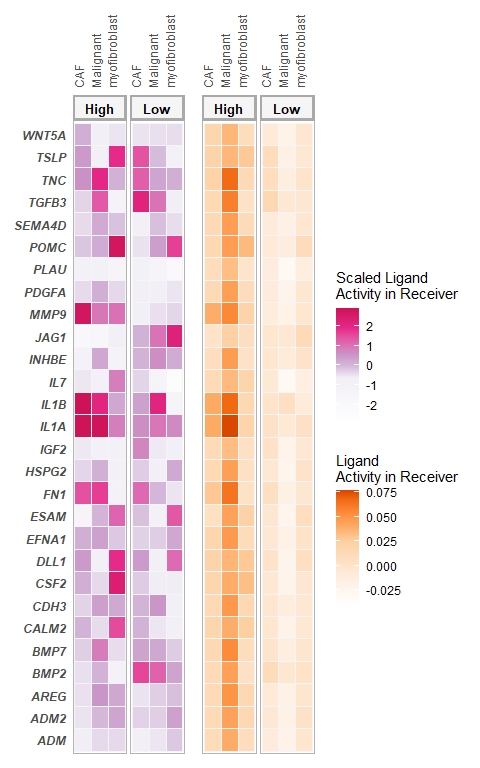 CAF Malignant myofibroblast CAF Malignant myofibroblast CAF Malignant myofibroblast CAF Malignant myofibroblast
High Low High Low
WNT5A
TSLP
TNC
TGFB3
SEMA4D
POMC
PLAU
PDGFA
MMP9
JAG1
INHBE
IL7
IL1B
IL1A
IGF2
HSPG2
FN1
ESAM
EFNA1
DLL1
CSF2
CDH3
CALM2
BMP7
BMP2
AREG
ADM2
ADM
Scaled Ligand
Activity in Receiver
2
1
0
-1
-2
Ligand
Activity in Receiver
0.075
0.050
0.025
0.000
-0.025